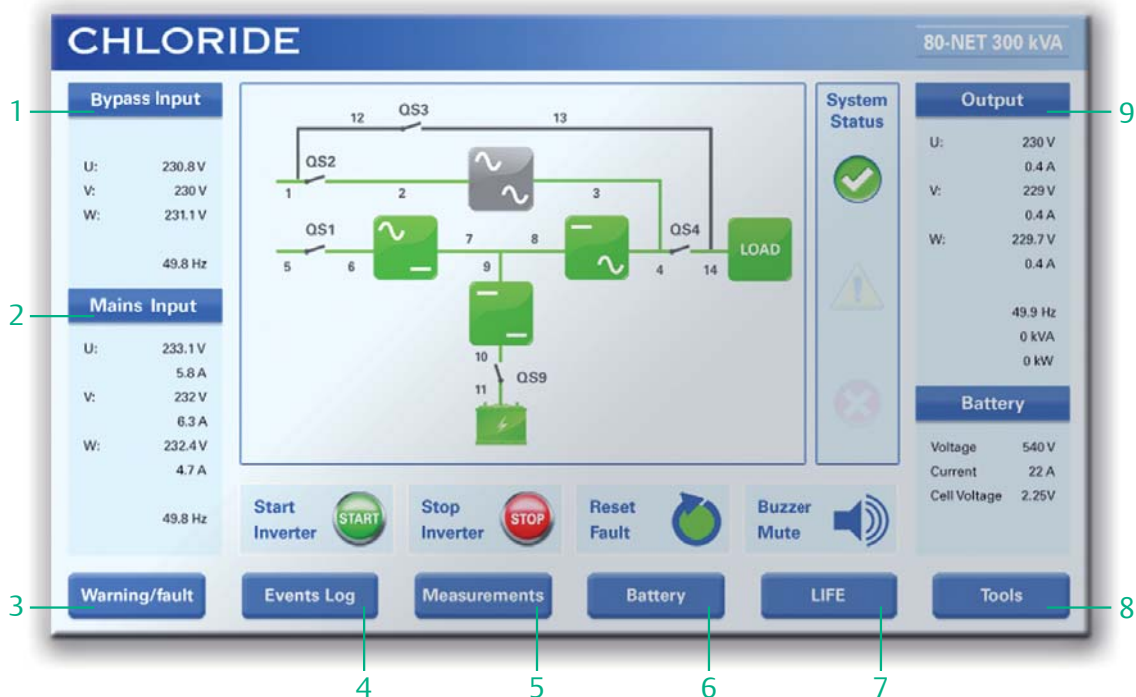 CHLORIDE
80-NET 300 kVA
1
Bypass Input
U: 230.8 V
V: 230 V
W: 231.1 V
49.8 Hz
2
Mains Input
U: 233.1 V
5.8 A
V: 232 V
6.3 A
W: 232.4 V
4.7 A
49.8 Hz
12 QS3 13
QS2
1 2 3
QS1 7 8 QS4 LOAD
5 6 9 4 14
10
QS9
11
System
Status
9
Output
U: 230 V
0.4 A
V: 229 V
0.4 A
W: 229.7 V
0.4 A
49.9 Hz
0 kVA
0 kW
Battery
Voltage 540 V
Current 22 A
Cell Voltage 2.25V
Start
Inverter
START
Stop
Inverter
STOP
Reset
Fault
Buzzer
Mute
3
Warning/fault
Events Log
Measurements
Battery
LIFE
Tools
8
4 5 6 7